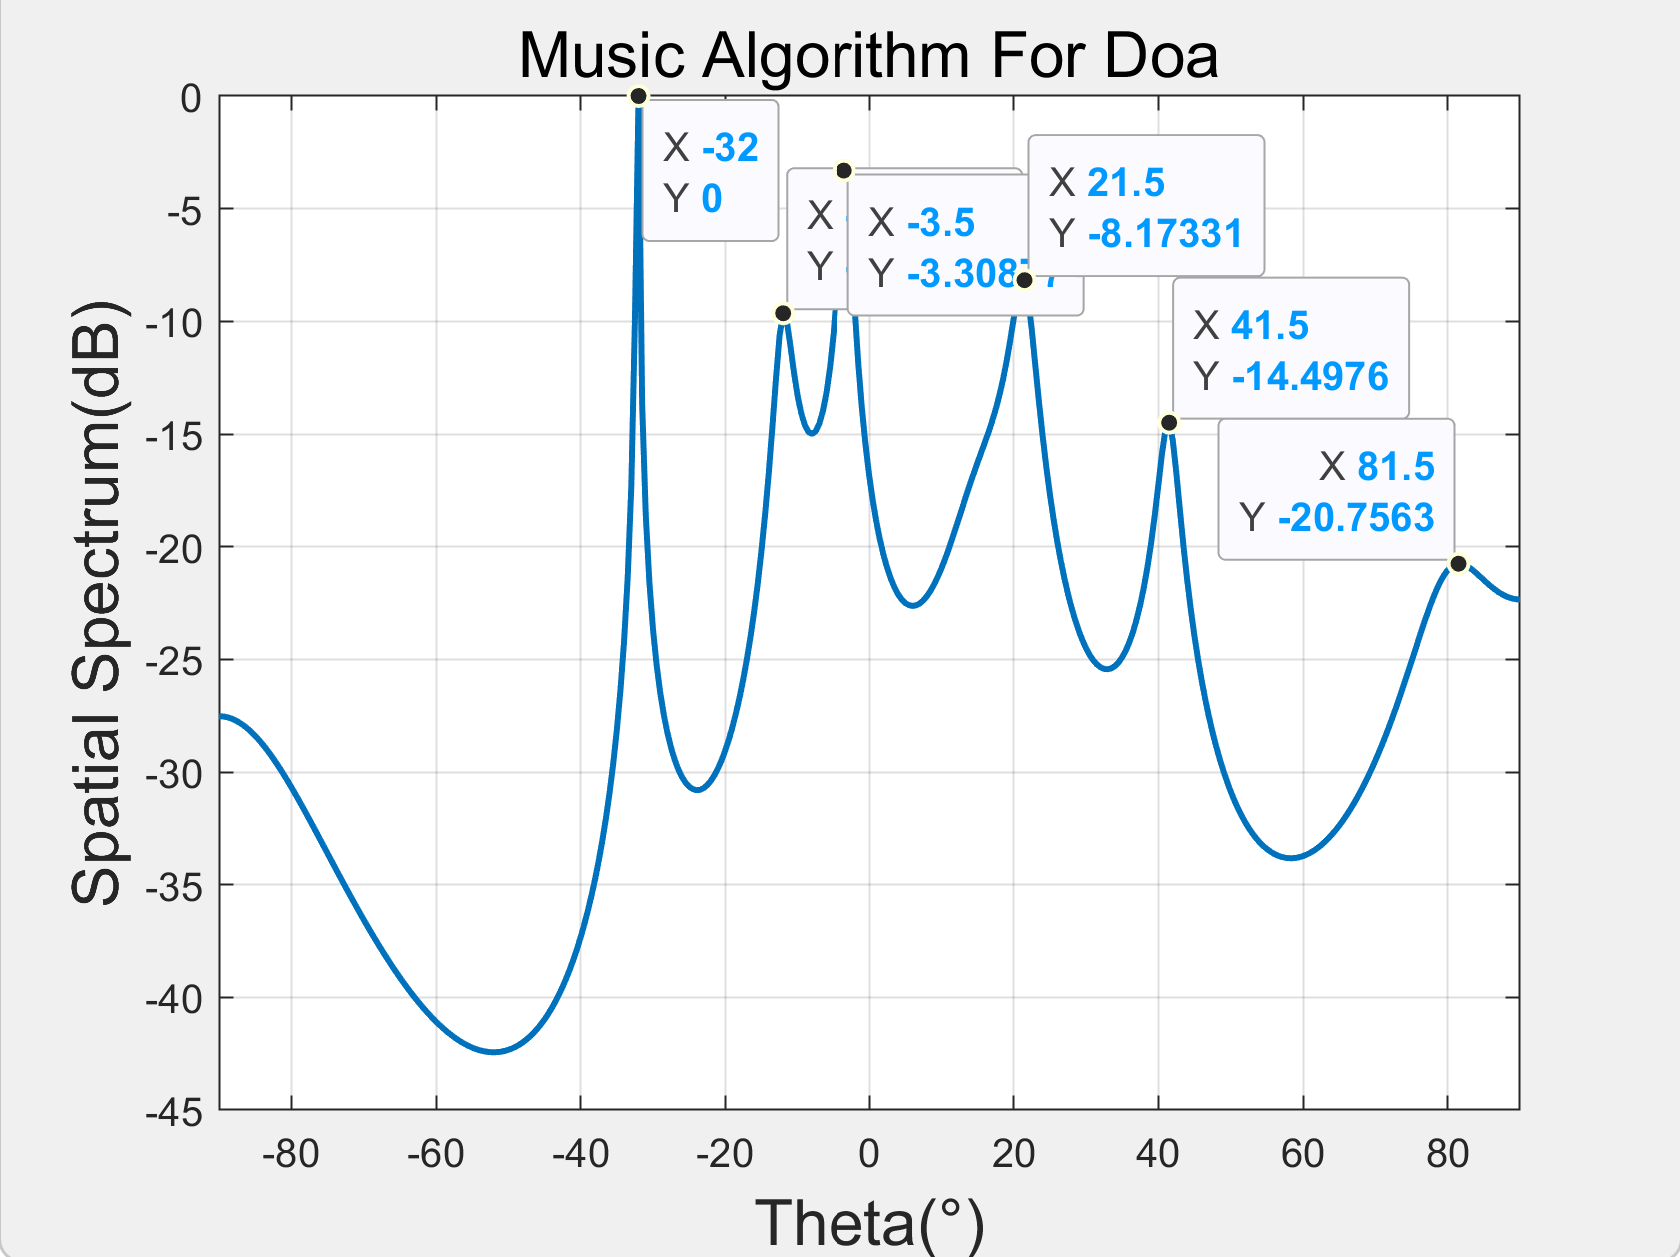 Music Algorithm For Doa
Spatial Spectrum(dB)
0
-5
-10
-15
-20
-25
-30
-35
-40
-45
X -32
Y 0
X
Y
X -3.5
Y
X 21.5
Y -8.17331
X 41.5
Y -14.4976
X 81.5
Y -20.7563
-80 -60 -40 -20 0 20 40 60 80
Theta(°)